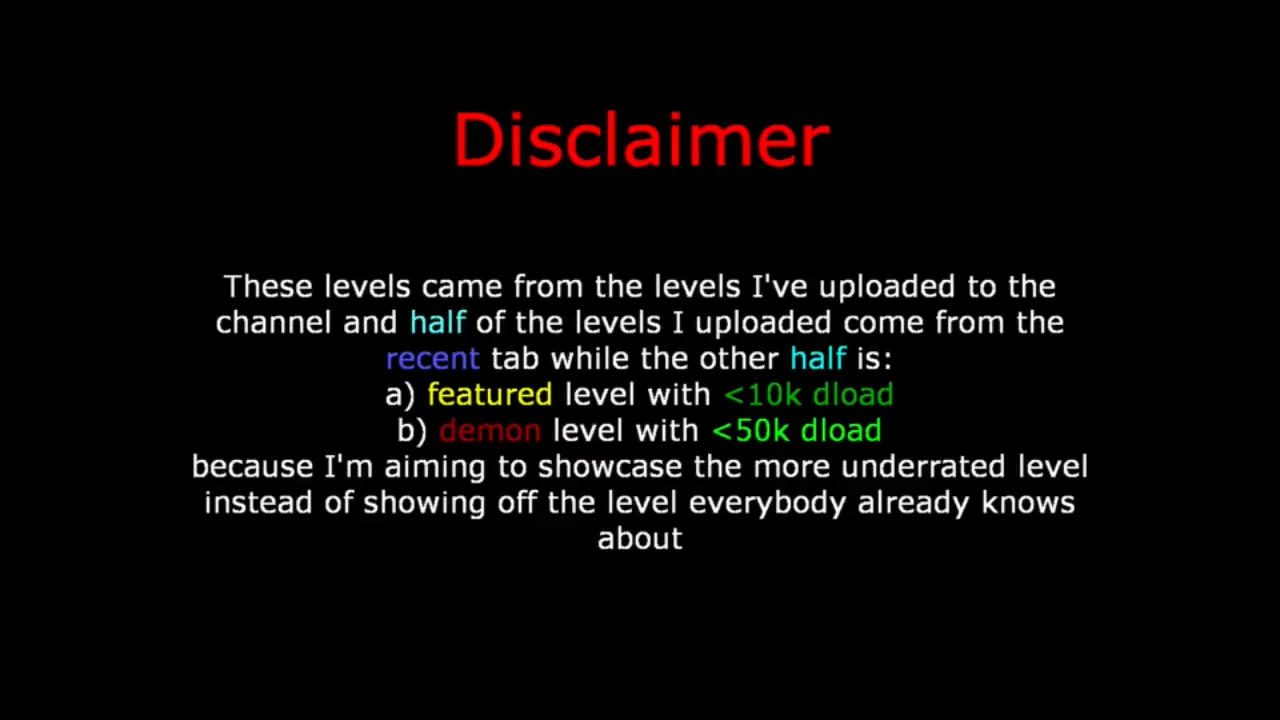 Disclaimer
These levels came from the levels I've uploaded to the
channel and half of the levels I uploaded come from the
recent tab while the other half is:
a) featured level with <10k dload
b) demon level with <50k dload
because I'm aiming to showcase the more underrated level
instead of showing off the level everybody already knows
about